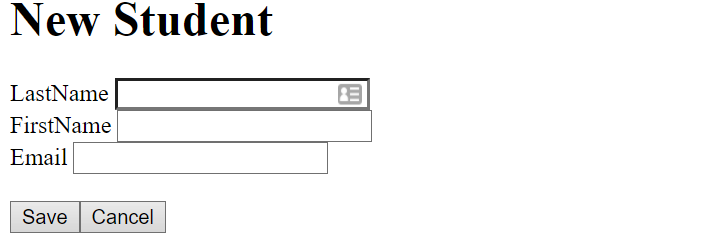 New Student
LastName
FirstName
Email
Save Cancel